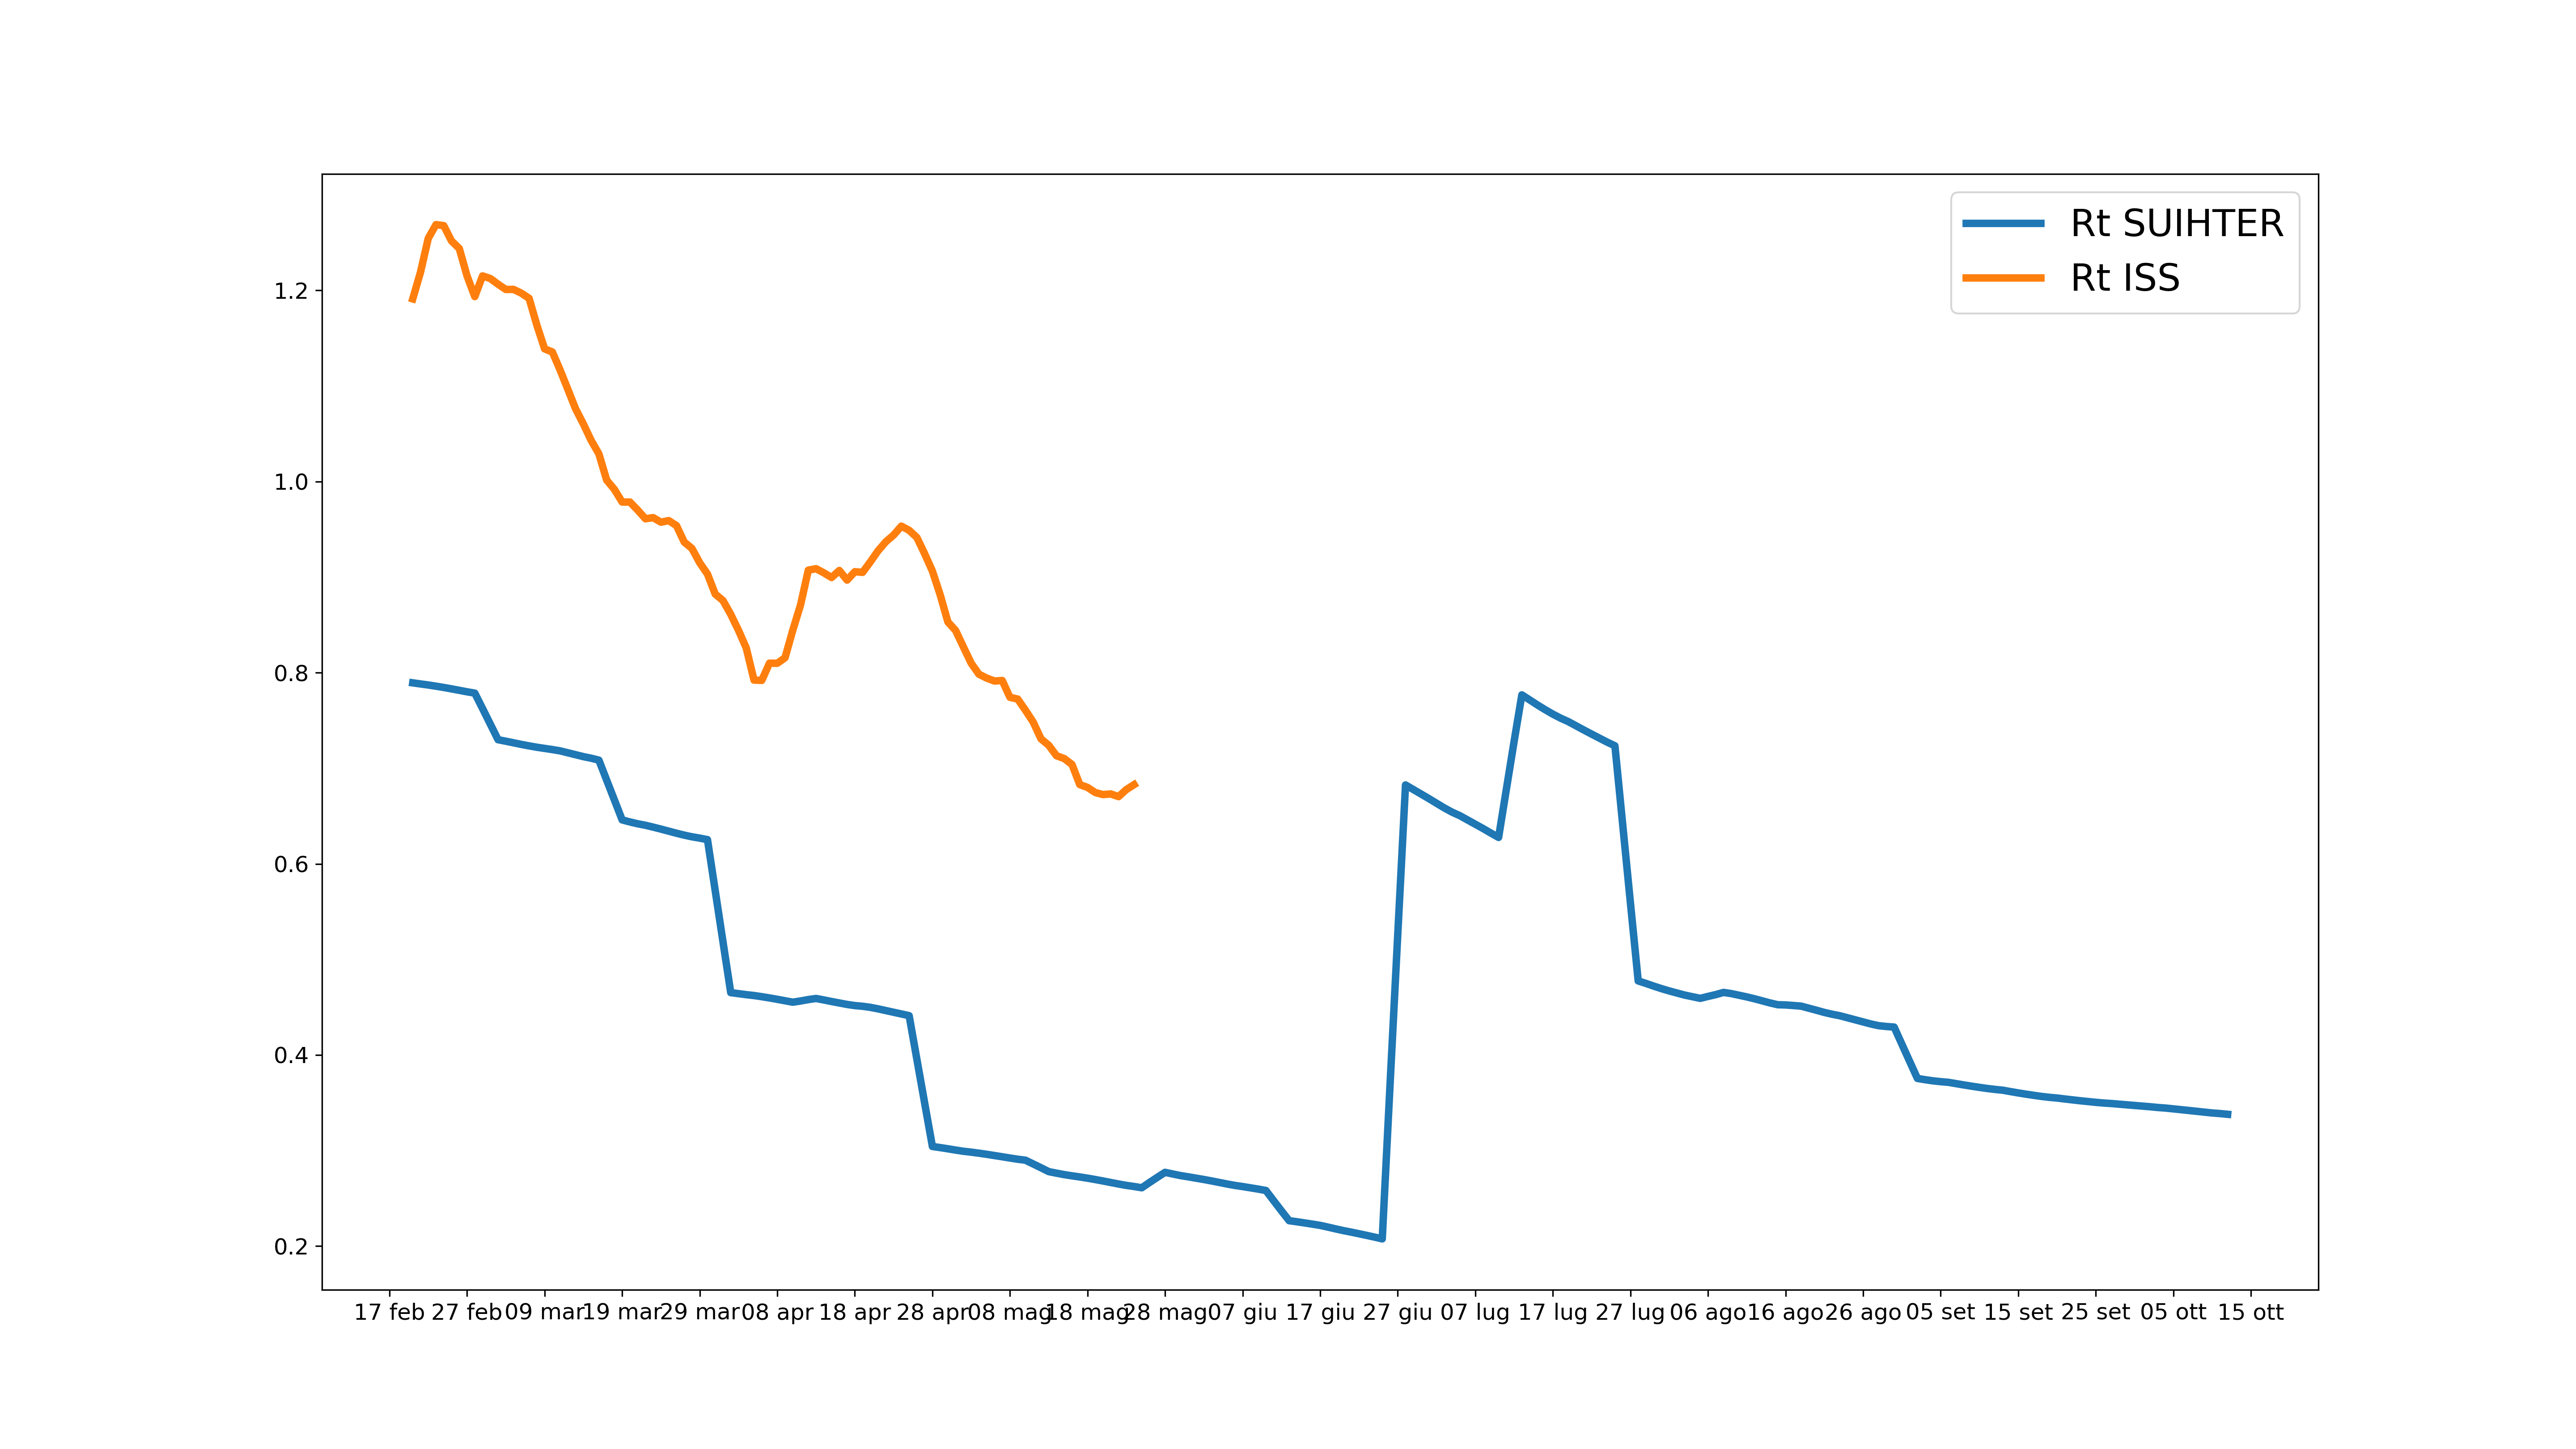 Rt SUIHTER
Rt ISS
1.2
1.0
0.8
0.6
0.4
0.2
17 feb 27 feb 09 mar 19 mar 29 mar 08 apr 18 apr 28 apr 08 mag 18 mag 28 mag 07 giu 17 giu 27 giu 07 lug 17 lug 27 lug 06 ago 16 ago 26 ago 05 set 15 set 25 set 05 ott 15 ott